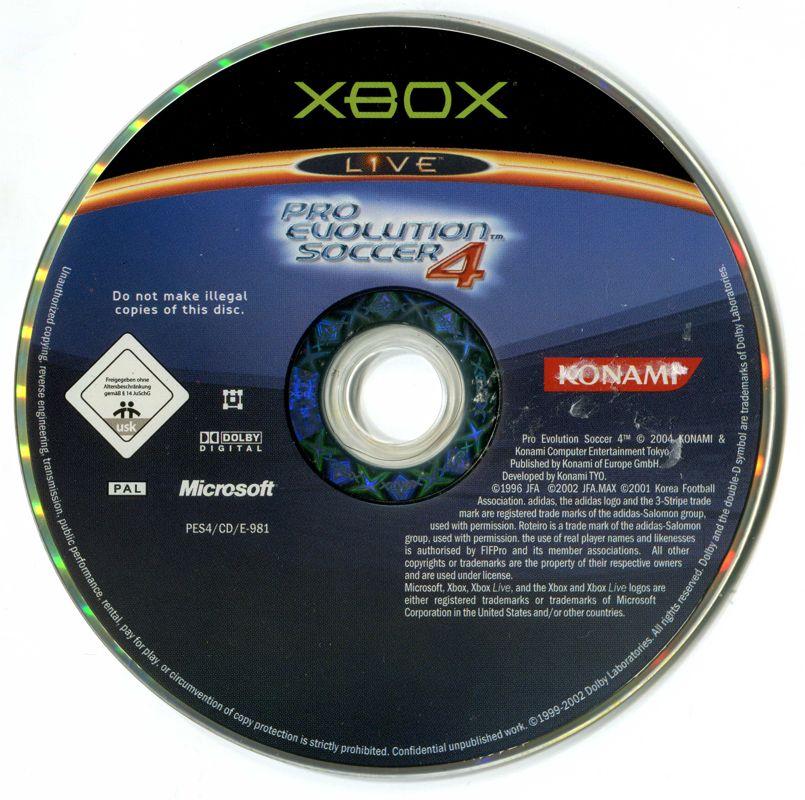 XBOX
LIVE™
PRO
EVOLUTION™
SOCCER 4
Do not make illegal
copies of this disc.
Freigegeben ohne
Altersbeschränkung
gemäß § 14 JuSchG
usk
DOLBY
DIGITAL
PAL
Microsoft
PES4/CD/E-981
KONAMI
Pro Evolution Soccer 4™ © 2004 KONAMI &
Konami Computer Entertainment Tokyo
Published by Konami of Europe GmbH.
Developed by Konami TYO.
©1996 JFA ©2002 JFA.MAX ©2001 Korea Football
Association. adidas, the adidas logo and the 3-Stripe trade
mark are registered trade marks of the adidas-Salomon group,
used with permission. Roteiro is a trade mark of the adidas-Salomon
group, used with permission. the use of real player names and likenesses
is authorised by FIFPro and its member associations. All other
copyrights or trademarks are the property of their respective owners
and are used under license.
Microsoft, Xbox, Xbox Live, and the Xbox and Xbox Live logos are
either registered trademarks or trademarks of Microsoft
Corporation in the United States and/or other countries.
Unauthorized copying, reverse engineering, transmission, public performance, rental, pay for play, or circumvention of copy protection is strictly prohibited. Confidential unpublished work. ©1999-2002 Dolby Laboratories. All rights reserved. Dolby and the double-D symbol are trademarks of Dolby Laboratories.